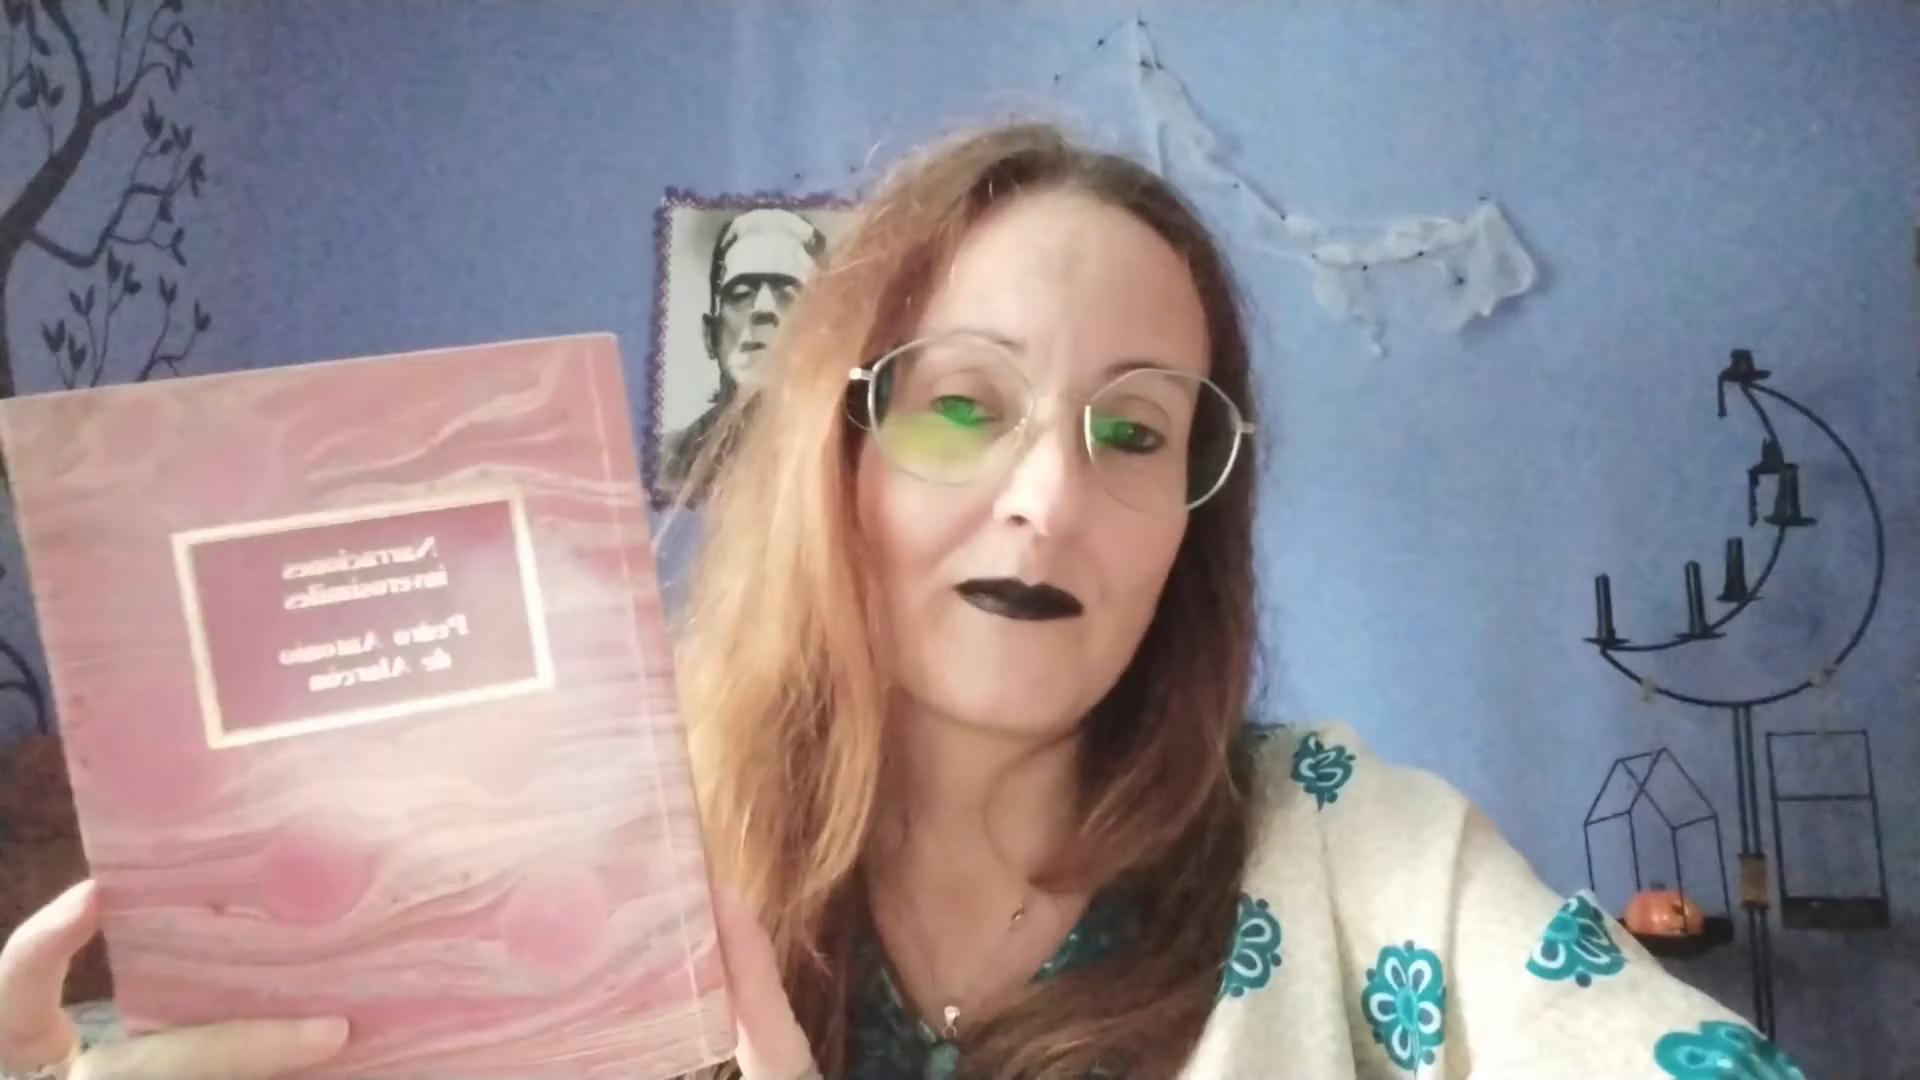 Narraciones
inverosímiles
Pedro Antonio
de Alarcón